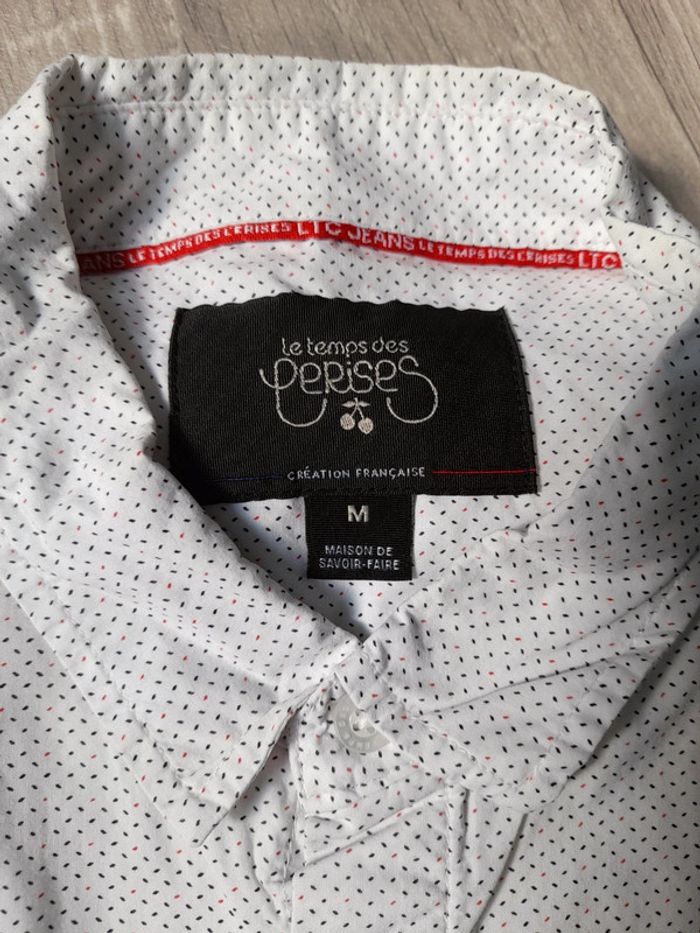 ANS LE TEMPS DES CERISES LTC JEANS LE TEMPS DES CERISES LTC
le temps des
cerises
CRÉATION FRANÇAISE
M
MAISON DE
SAVOIR-FAIRE